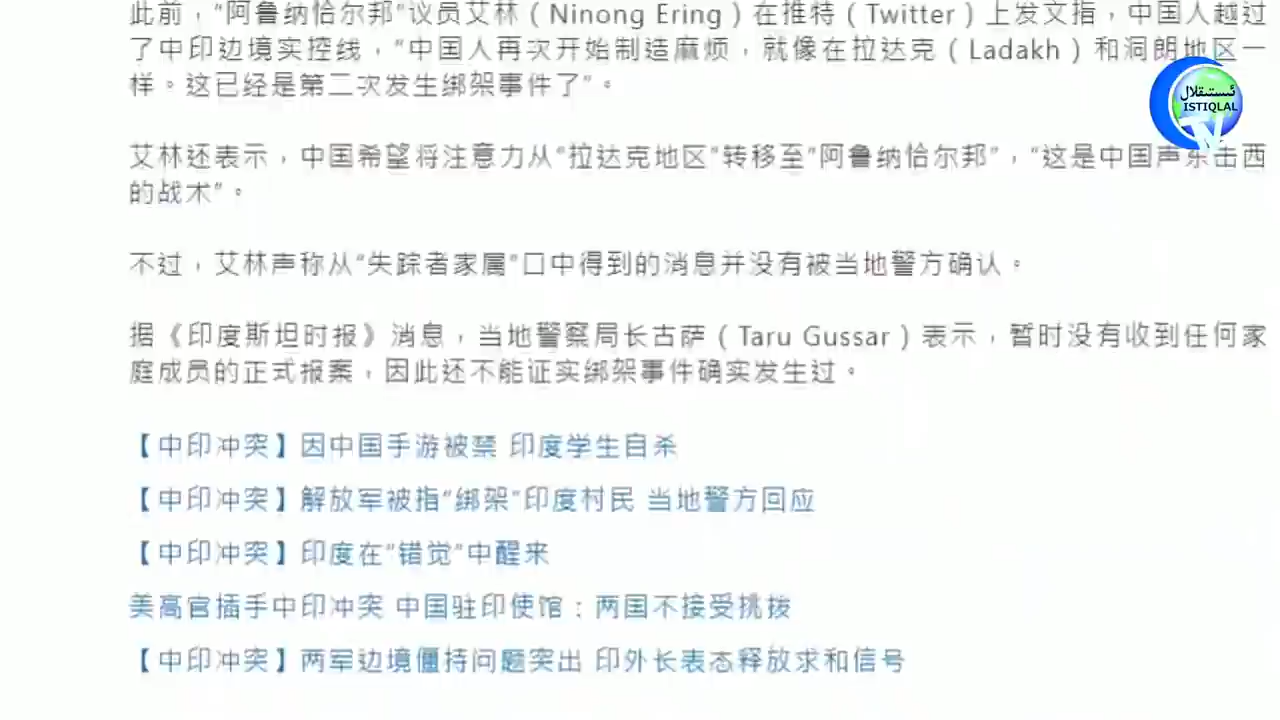 此前，“阿鲁纳恰尔邦”议员艾林（Ninong Ering）在推特（Twitter）上发文指，中国人越过
了中印边境实控线，“中国人再次开始制造麻烦，就像在拉达克（Ladakh）和洞朗地区一
样。这已经是第二次发生绑架事件了”。
艾林还表示，中国希望将注意力从“拉达克地区”转移至“阿鲁纳恰尔邦”，“这是中国声东击西
的战术”。
不过，艾林声称从“失踪者家属”口中得到的消息并没有被当地警方确认。
据《印度斯坦时报》消息，当地警察局长古萨（Taru Gussar）表示，暂时没有收到任何家
庭成员的正式报案，因此还不能证实绑架事件确实发生过。
【中印冲突】因中国手游被禁 印度学生自杀
【中印冲突】解放军被指“绑架”印度村民 当地警方回应
【中印冲突】印度在“错觉”中醒来
美高官插手中印冲突 中国驻印使馆：两国不接受挑拨
【中印冲突】两军边境僵持问题突出 印外长表态释放求和信号
ئىستىقلال
ISTIQLAL
TV